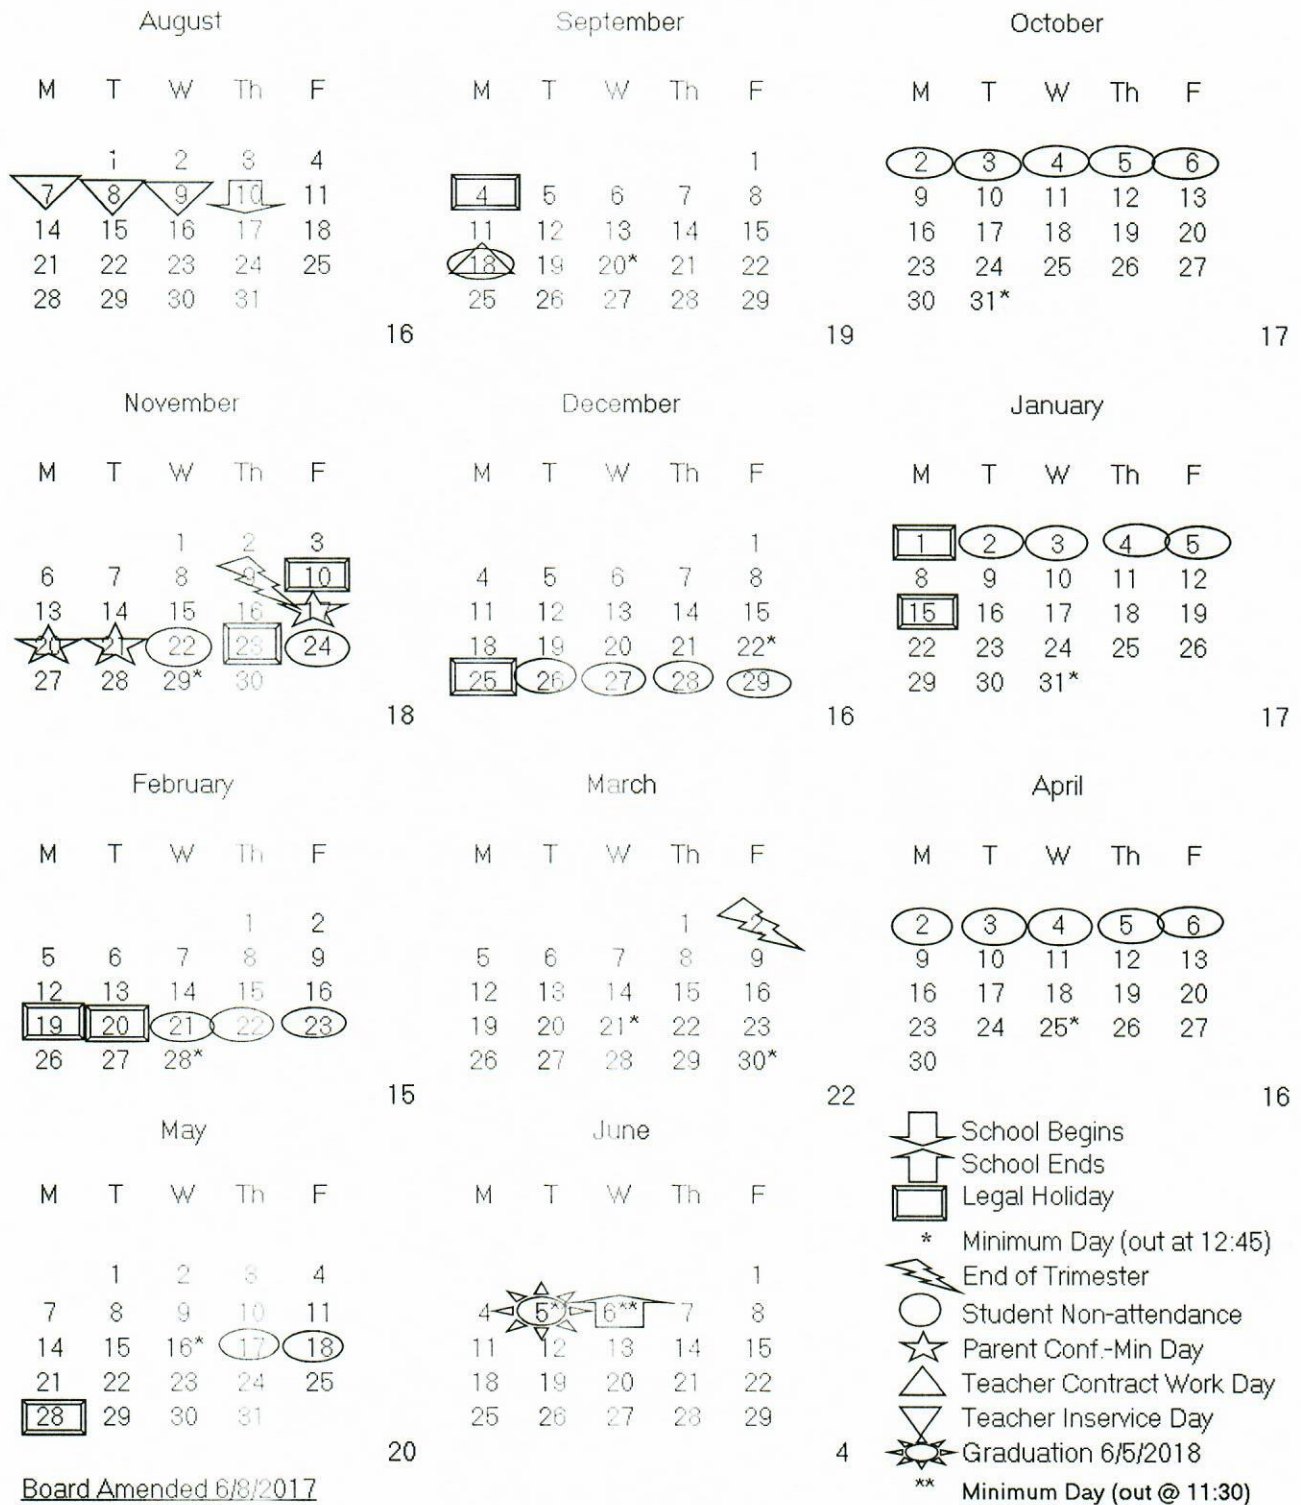 August
M T W Th F
1 2 3 4
7 8 9 10 11
14 15 16 17 18
21 22 23 24 25
28 29 30 31
16
September
M T W Th F
1
4 5 6 7 8
11 12 13 14 15
18 19 20* 21 22
25 26 27 28 29
19
October
M T W Th F
2 3 4 5 6
9 10 11 12 13
16 17 18 19 20
23 24 25 26 27
30 31*
17
November
M T W Th F
1 2 3
6 7 8 9 10
13 14 15 16 17
20 21 22 23 24
27 28 29* 30
18
December
M T W Th F
1
4 5 6 7 8
11 12 13 14 15
18 19 20 21 22*
25 26 27 28 29
16
January
M T W Th F
1 2 3 4 5
8 9 10 11 12
15 16 17 18 19
22 23 24 25 26
29 30 31*
17
February
M T W Th F
1 2
5 6 7 8 9
12 13 14 15 16
19 20 21 22 23
26 27 28*
15
March
M T W Th F
1 2
5 6 7 8 9
12 13 14 15 16
19 20 21* 22 23
26 27 28 29 30*
22
April
M T W Th F
2 3 4 5 6
9 10 11 12 13
16 17 18 19 20
23 24 25* 26 27
30
16
May
M T W Th F
1 2 3 4
7 8 9 10 11
14 15 16* 17 18
21 22 23 24 25
28 29 30 31
20
June
M T W Th F
1
4 5** 6** 7 8
11 12 13 14 15
18 19 20 21 22
25 26 27 28 29
4
School Begins
School Ends
Legal Holiday
* Minimum Day (out at 12:45)
End of Trimester
Student Non-attendance
Parent Conf.-Min Day
Teacher Contract Work Day
Teacher Inservice Day
Graduation 6/5/2018
** Minimum Day (out @ 11:30)
Board Amended 6/8/2017